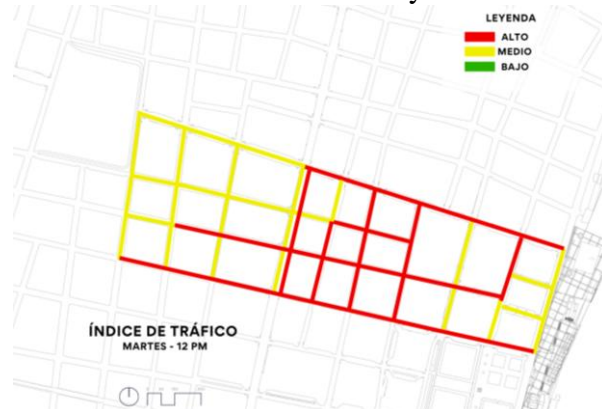 LEYENDA
ALTO
MEDIO
BAJO
ÍNDICE DE TRÁFICO
MARTES - 12 PM